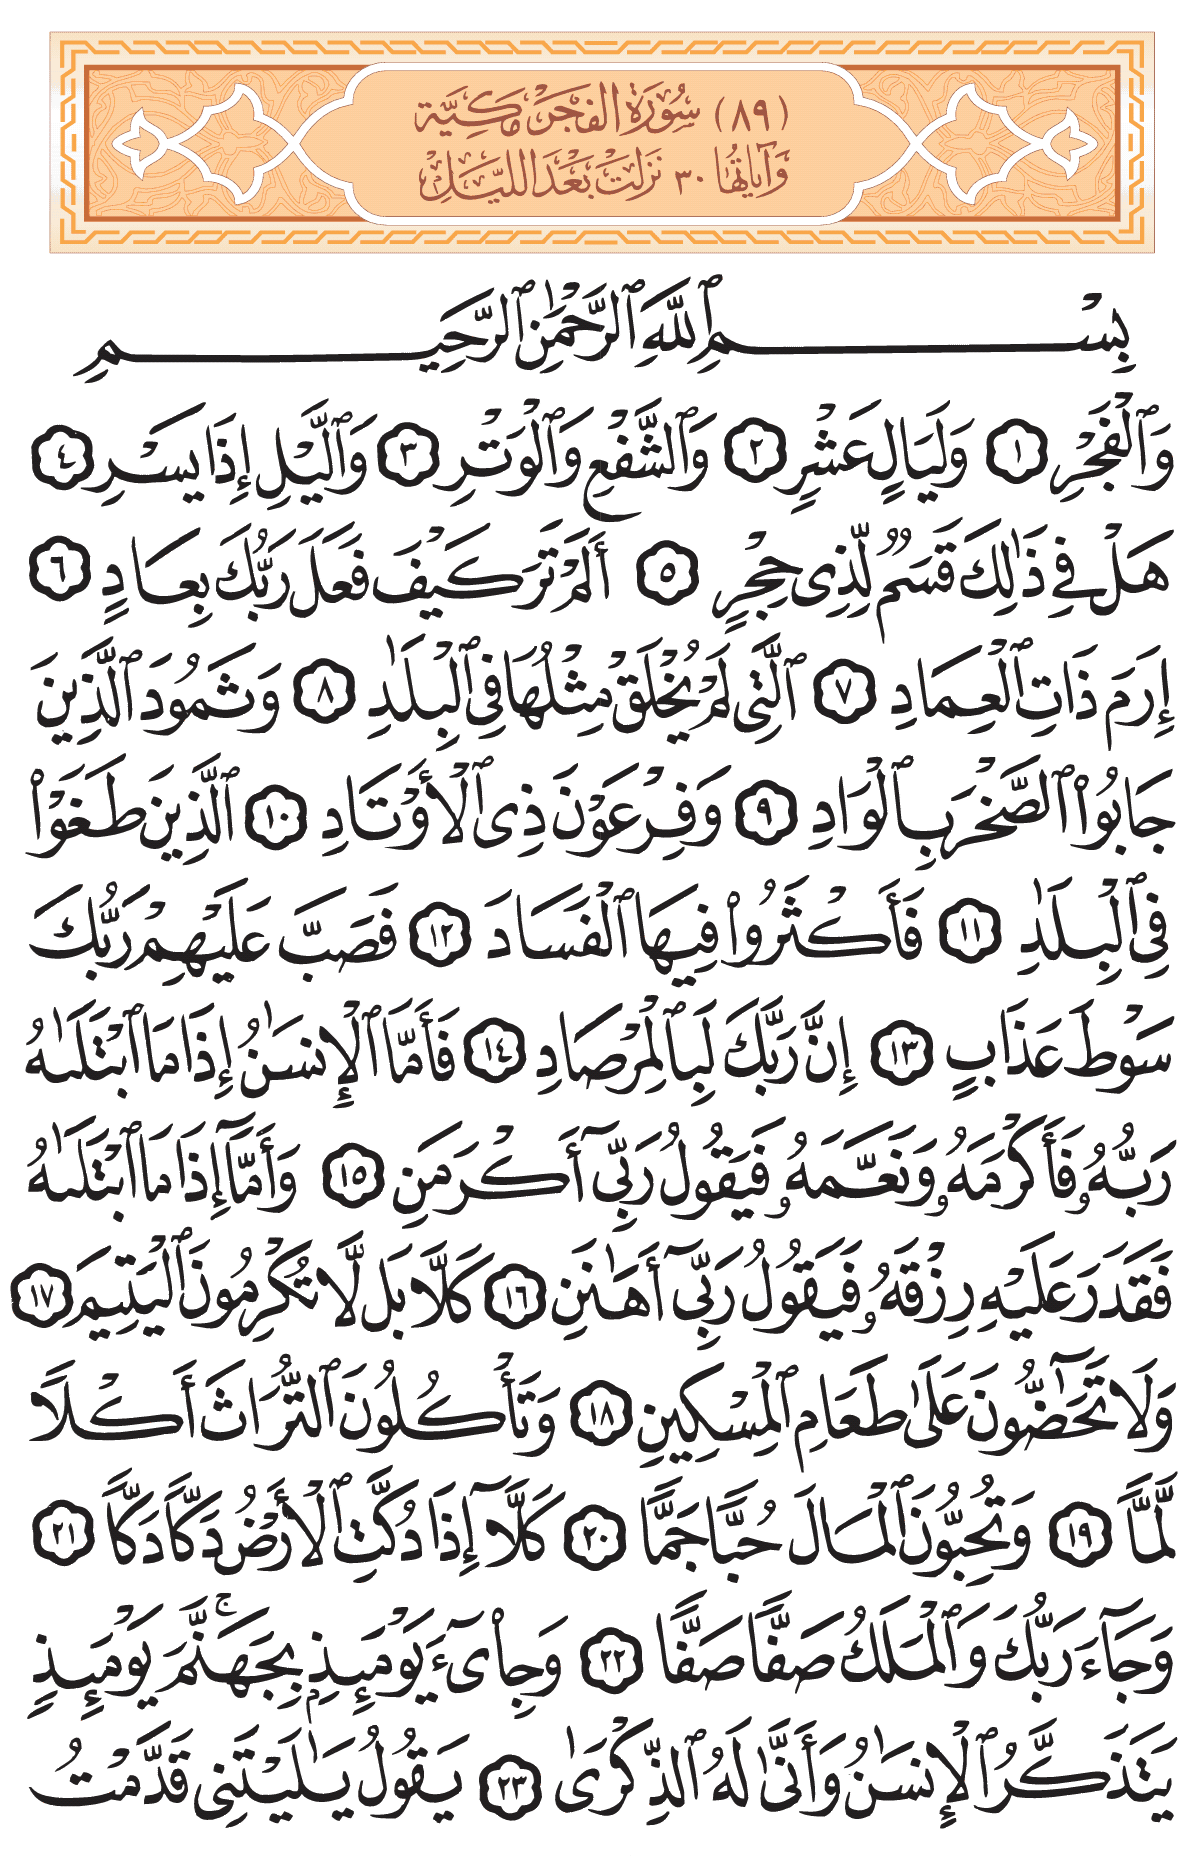 (٨٩) سُورَةُ الفَجْرِ مَكِيَّة
وَآيَاتُهَا ٣٠ نَزَلَتْ بَعْدَ اللَّيْلِ
بِسْمِ ٱللَّهِ ٱلرَّحْمَٰنِ ٱلرَّحِيمِ
وَٱلْفَجْرِ ١ وَلَيَالٍ عَشْرٍ ٢ وَٱلشَّفْعِ وَٱلْوَتْرِ ٣ وَٱلَّيْلِ إِذَا يَسْرِ ٤
هَلْ فِى ذَٰلِكَ قَسَمٌ لِّذِى حِجْرٍ ٥ أَلَمْ تَرَ كَيْفَ فَعَلَ رَبُّكَ بِعَادٍ ٦
إِرَمَ ذَاتِ ٱلْعِمَادِ ٧ ٱلَّتِى لَمْ يُخْلَقْ مِثْلُهَا فِى ٱلْبِلَٰدِ ٨ وَثَمُودَ ٱلَّذِينَ
جَابُوا۟ ٱلصَّخْرَ بِٱلْوَادِ ٩ وَفِرْعَوْنَ ذِى ٱلْأَوْتَادِ ١٠ ٱلَّذِينَ طَغَوْا۟
فِى ٱلْبِلَٰدِ ١١ فَأَكْثَرُوا۟ فِيهَا ٱلْفَسَادَ ١٢ فَصَبَّ عَلَيْهِمْ رَبُّكَ
سَوْطَ عَذَابٍ ١٣ إِنَّ رَبَّكَ لَبِٱلْمِرْصَادِ ١٤ فَأَمَّا ٱلْإِنسَٰنُ إِذَا مَا ٱبْتَلَىٰهُ
رَبُّهُۥ فَأَكْرَمَهُۥ وَنَعَّمَهُۥ فَيَقُولُ رَبِّىٓ أَكْرَمَنِ ١٥ وَأَمَّآ إِذَا مَا ٱبْتَلَىٰهُ
فَقَدَرَ عَلَيْهِ رِزْقَهُۥ فَيَقُولُ رَبِّىٓ أَهَٰنَنِ ١٦ كَلَّا بَل لَّا تُكْرِمُونَ ٱلْيَتِيمَ ١٧
وَلَا تَحَٰٓضُّونَ عَلَىٰ طَعَامِ ٱلْمِسْكِينِ ١٨ وَتَأْكُلُونَ ٱلتُّرَاثَ أَكْلًا
لَّمًّا ١٩ وَتُحِبُّونَ ٱلْمَالَ حُبًّا جَمًّا ٢٠ كَلَّآ إِذَا دُكَّتِ ٱلْأَرْضُ دَكًّا دَكًّا ٢١
وَجَآءَ رَبُّكَ وَٱلْمَلَكُ صَفًّا صَفًّا ٢٢ وَجِا۟ىٓءَ يَوْمَئِذٍۭ بِجَهَنَّمَ ۚ يَوْمَئِذٍ
يَتَذَكَّرُ ٱلْإِنسَٰنُ وَأَنَّىٰ لَهُ ٱلذِّكْرَىٰ ٢٣ يَقُولُ يَٰلَيْتَنِى قَدَّمْتُ